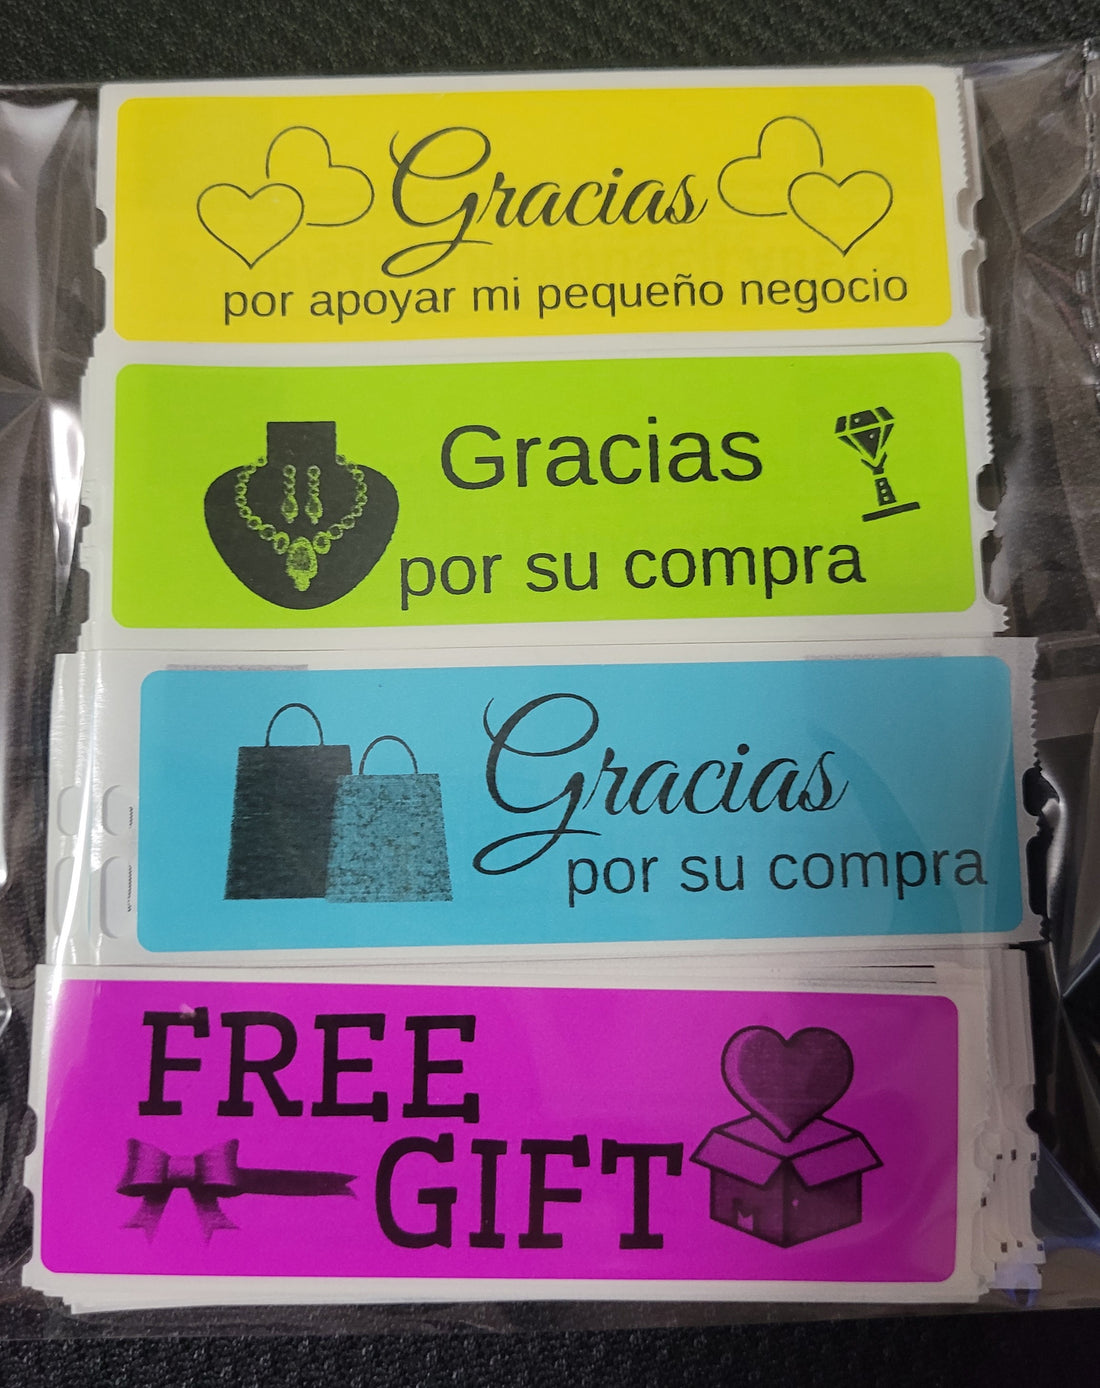 Gracias
por apoyar mi pequeño negocio
Gracias
por su compra
Gracias
por su compra
FREE
GIFT